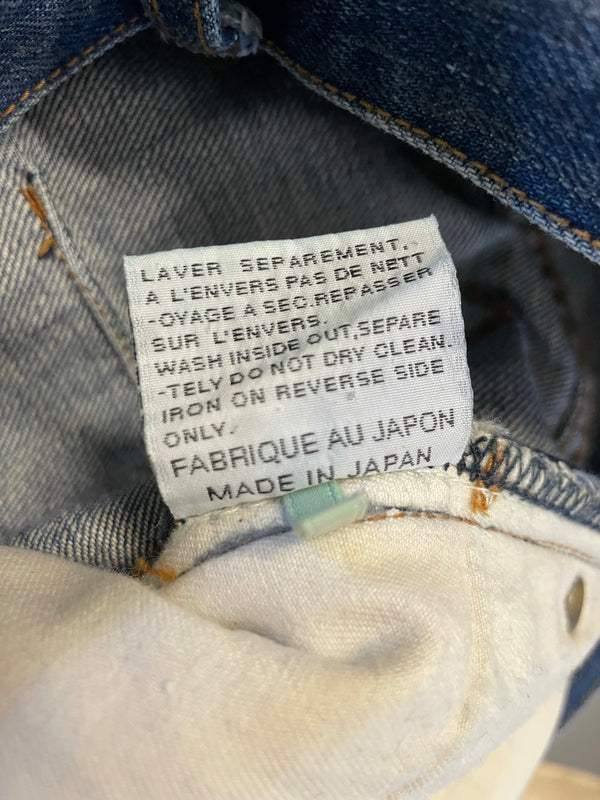 LAVER SEPAREMENT.
A L'ENVERS PAS DE NETT
-OYAGE A SEC.REPASSER
SUR L'ENVERS.
WASH INSIDE OUT,SEPARE
-TELY DO NOT DRY CLEAN.
IRON ON REVERSE SIDE
ONLY.
FABRIQUE AU JAPON
MADE IN JAPAN